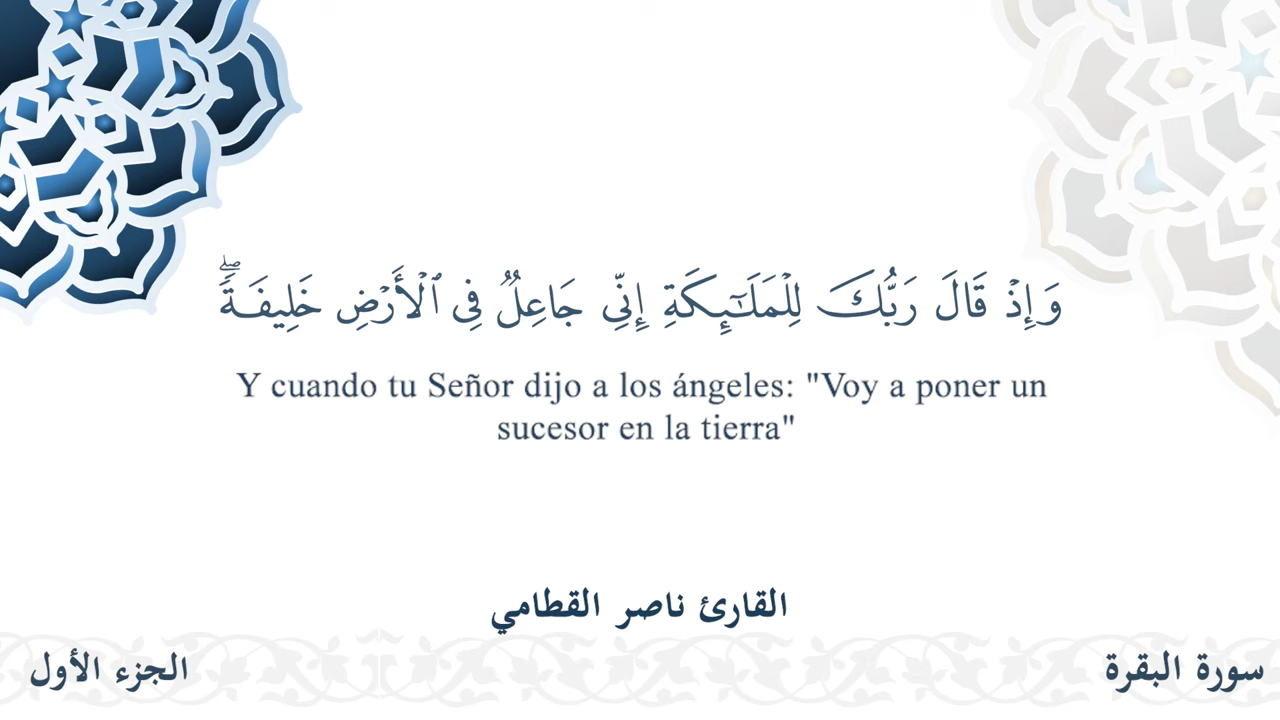 وَإِذۡ قَالَ رَبُّكَ لِلۡمَلَـٰٓئِكَةِ إِنِّي جَاعِلٞ فِي ٱلۡأَرۡضِ خَلِيفَةٗۖ
Y cuando tu Señor dijo a los ángeles: "Voy a poner un
sucesor en la tierra"
القارئ ناصر القطامي
سورة البقرة
الجزء الأول